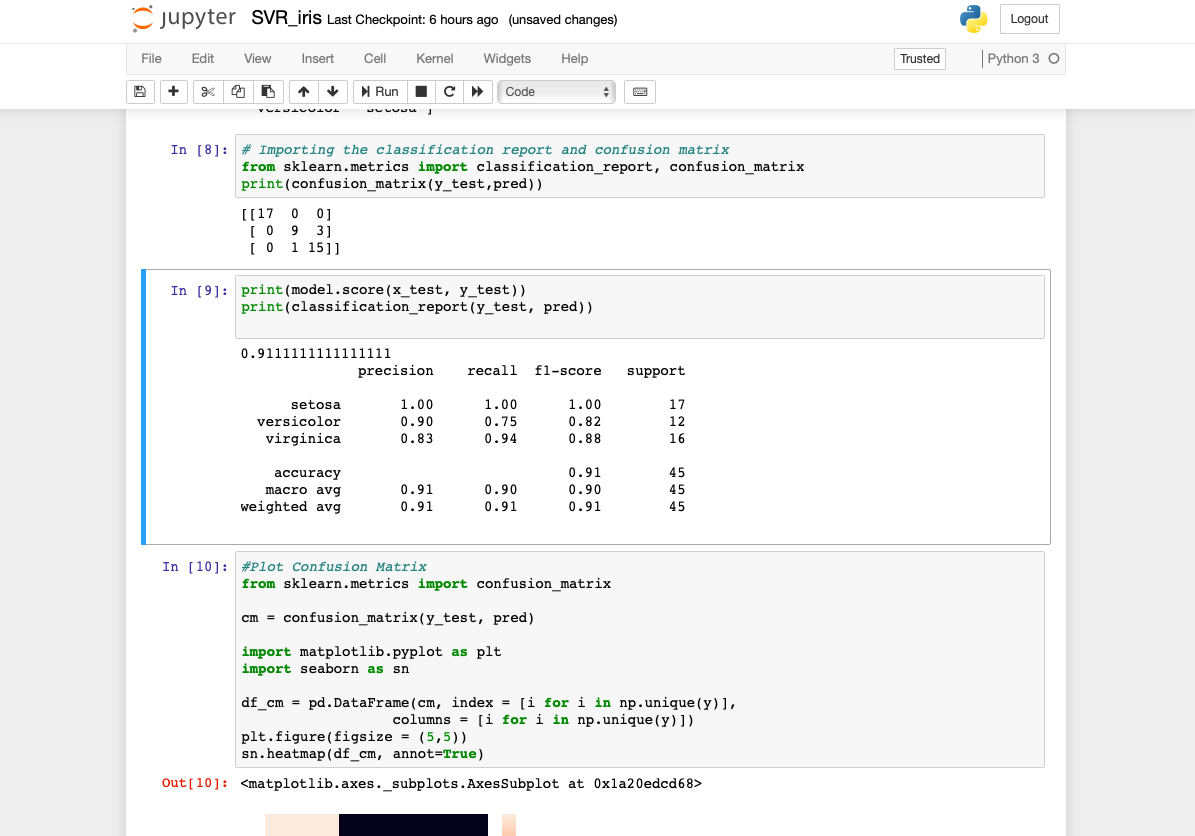 jupyter SVR_iris Last Checkpoint: 6 hours ago (unsaved changes) Logout
File Edit View Insert Cell Kernel Widgets Help Trusted Python 3
Run Code
versicolor' 'setosa']
In [8]: # Importing the classification report and confusion matrix
from sklearn.metrics import classification_report, confusion_matrix
print(confusion_matrix(y_test,pred))
[[17 0 0]
[ 0 9 3]
[ 0 1 15]]
In [9]: print(model.score(x_test, y_test))
print(classification_report(y_test, pred))
0.9111111111111111
precision recall f1-score support
setosa 1.00 1.00 1.00 17
versicolor 0.90 0.75 0.82 12
virginica 0.83 0.94 0.88 16
accuracy 0.91 45
macro avg 0.91 0.90 0.90 45
weighted avg 0.91 0.91 0.91 45
In [10]: #Plot Confusion Matrix
from sklearn.metrics import confusion_matrix
cm = confusion_matrix(y_test, pred)
import matplotlib.pyplot as plt
import seaborn as sn
df_cm = pd.DataFrame(cm, index = [i for i in np.unique(y)],
columns = [i for i in np.unique(y)])
plt.figure(figsize = (5,5))
sn.heatmap(df_cm, annot=True)
Out[10]: <matplotlib.axes._subplots.AxesSubplot at 0x1a20edcd68>